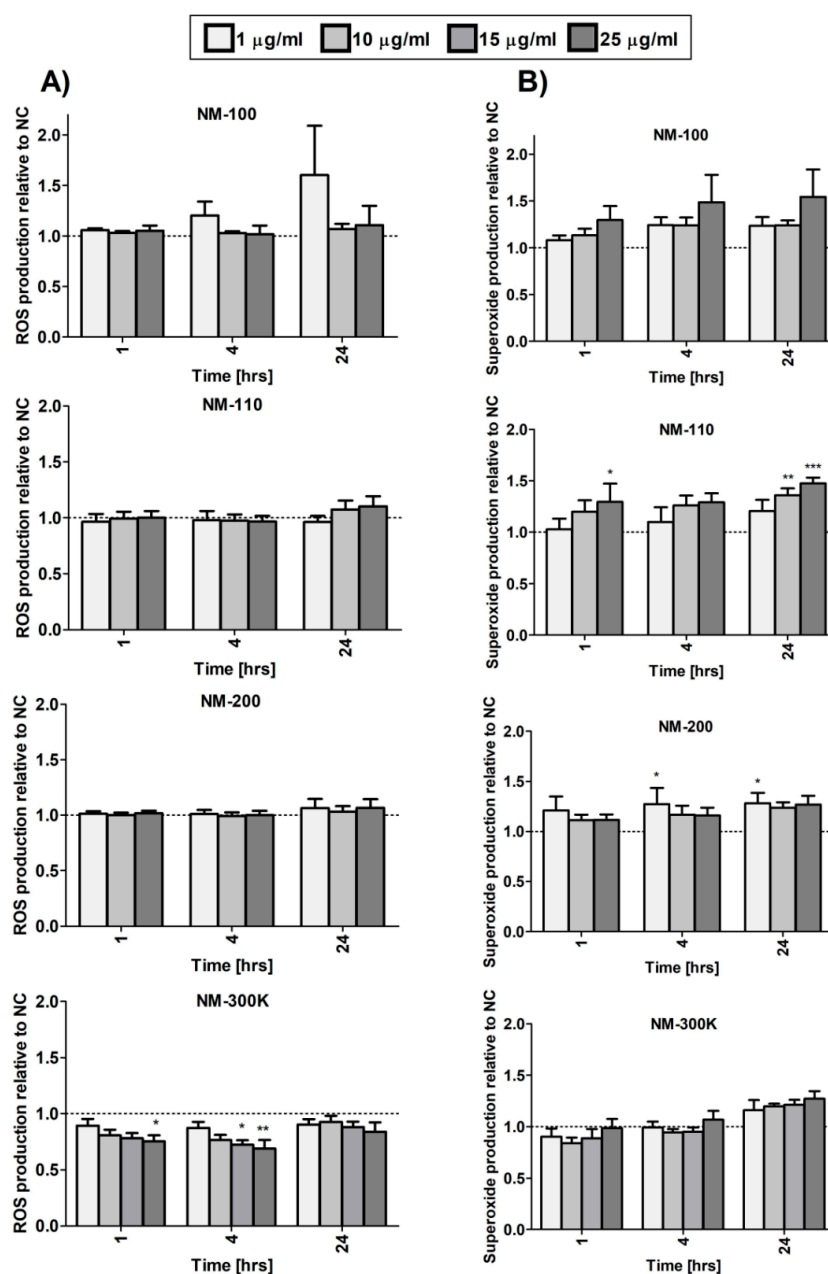 1 μg/ml 10 μg/ml 15 μg/ml 25 μg/ml
A)
NM-100
ROS production relative to NC
2.0
1.5
1.0
0.5
0.0
1 4 24
Time [hrs]
NM-110
ROS production relative to NC
2.0
1.5
1.0
0.5
0.0
1 4 24
Time [hrs]
NM-200
ROS production relative to NC
2.0
1.5
1.0
0.5
0.0
1 4 24
Time [hrs]
NM-300K
ROS production relative to NC
2.0
1.5
1.0
0.5
0.0
* * **
1 4 24
Time [hrs]
B)
NM-100
Superoxide production relative to NC
2.0
1.5
1.0
0.5
0.0
1 4 24
Time [hrs]
NM-110
Superoxide production relative to NC
2.0
1.5
1.0
0.5
0.0
* ** ***
1 4 24
Time [hrs]
NM-200
Superoxide production relative to NC
2.0
1.5
1.0
0.5
0.0
* *
1 4 24
Time [hrs]
NM-300K
Superoxide production relative to NC
2.0
1.5
1.0
0.5
0.0
1 4 24
Time [hrs]